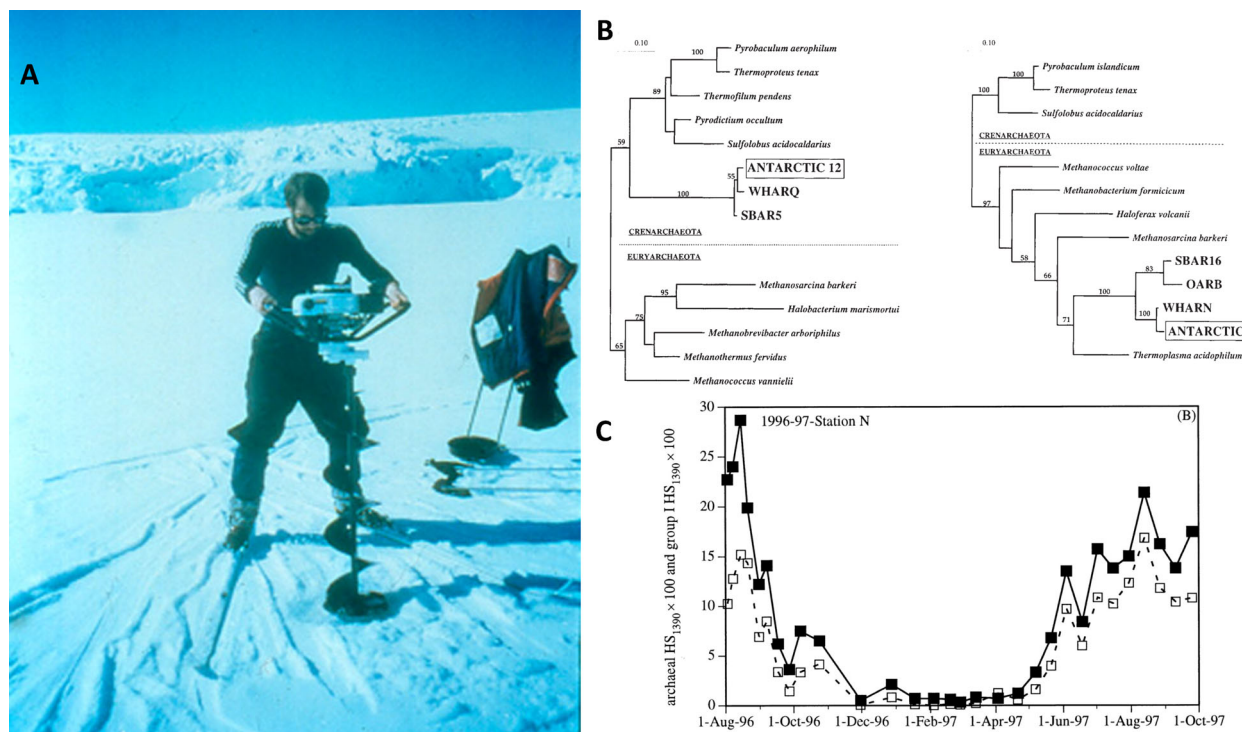 A
B
0.10
100
Pyrobaculum aerophilum
Thermoproteus tenax
89
Thermofilum pendens
Pyrodictium occultum
59
Sulfolobus acidocaldarius
55
ANTARCTIC 12
100
WHARQ
SBAR5
CRENARCHAEOTA
EURYARCHAEOTA
Methanosarcina barkeri
95
Halobacterium marismortui
75
Methanobrevibacter arboriphilus
65
Methanothermus fervidus
Methanococcus vannielii
0.10
Pyrobaculum islandicum
100
Thermoproteus tenax
100
Sulfolobus acidocaldarius
CRENARCHAEOTA
EURYARCHAEOTA
Methanococcus voltae
97
Methanobacterium formicicum
Haloferax volcanii
58
Methanosarcina barkeri
66
SBAR16
83
OARB
100
WHARN
71
100
ANTARCTIC
Thermoplasma acidophilum
C
1996-97-Station N
(B)
archaeal HS1390 × 100 and group I HS1390 × 100
30
25
20
15
10
5
0
1-Aug-96 1-Oct-96 1-Dec-96 1-Feb-97 1-Apr-97 1-Jun-97 1-Aug-97 1-Oct-97